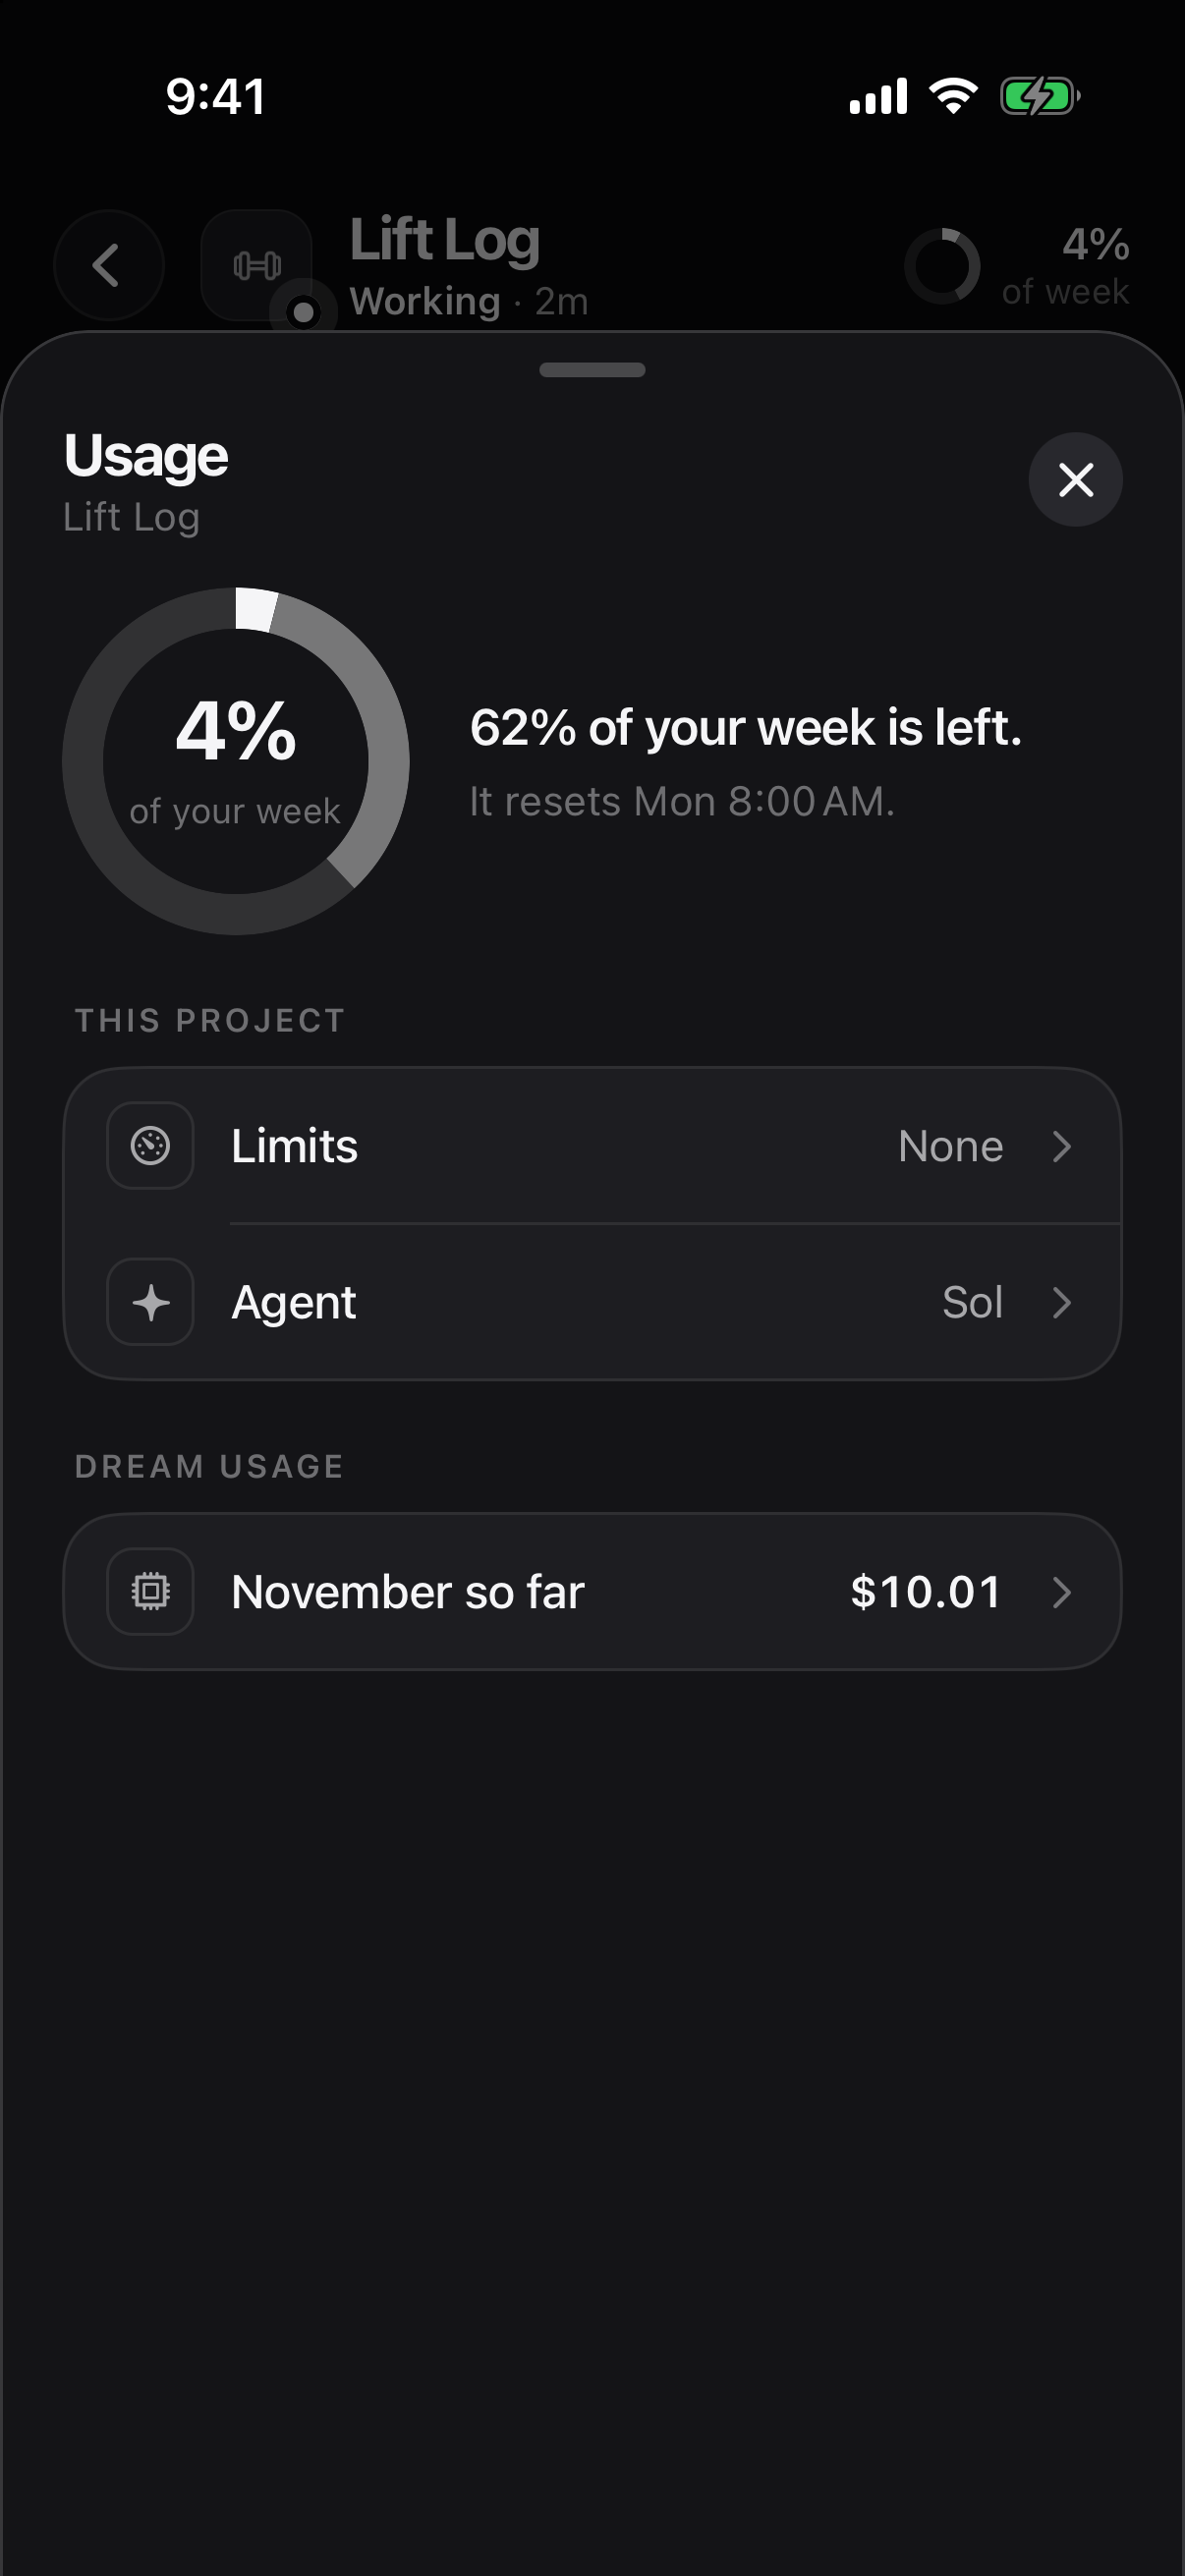 9:41
Lift Log
Working · 2m
4%
of week
Usage
Lift Log
4%
of your week
62% of your week is left.
It resets Mon 8:00 AM.
THIS PROJECT
Limits
None
Agent
Sol
DREAM USAGE
November so far
$10.01